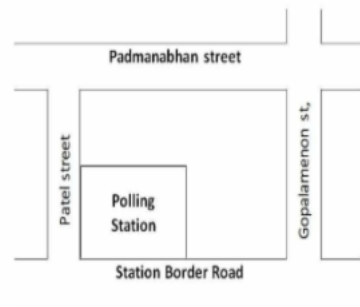 Padmanabhan street
Patel street
Gopalamenon st,
Polling
Station
Station Border Road